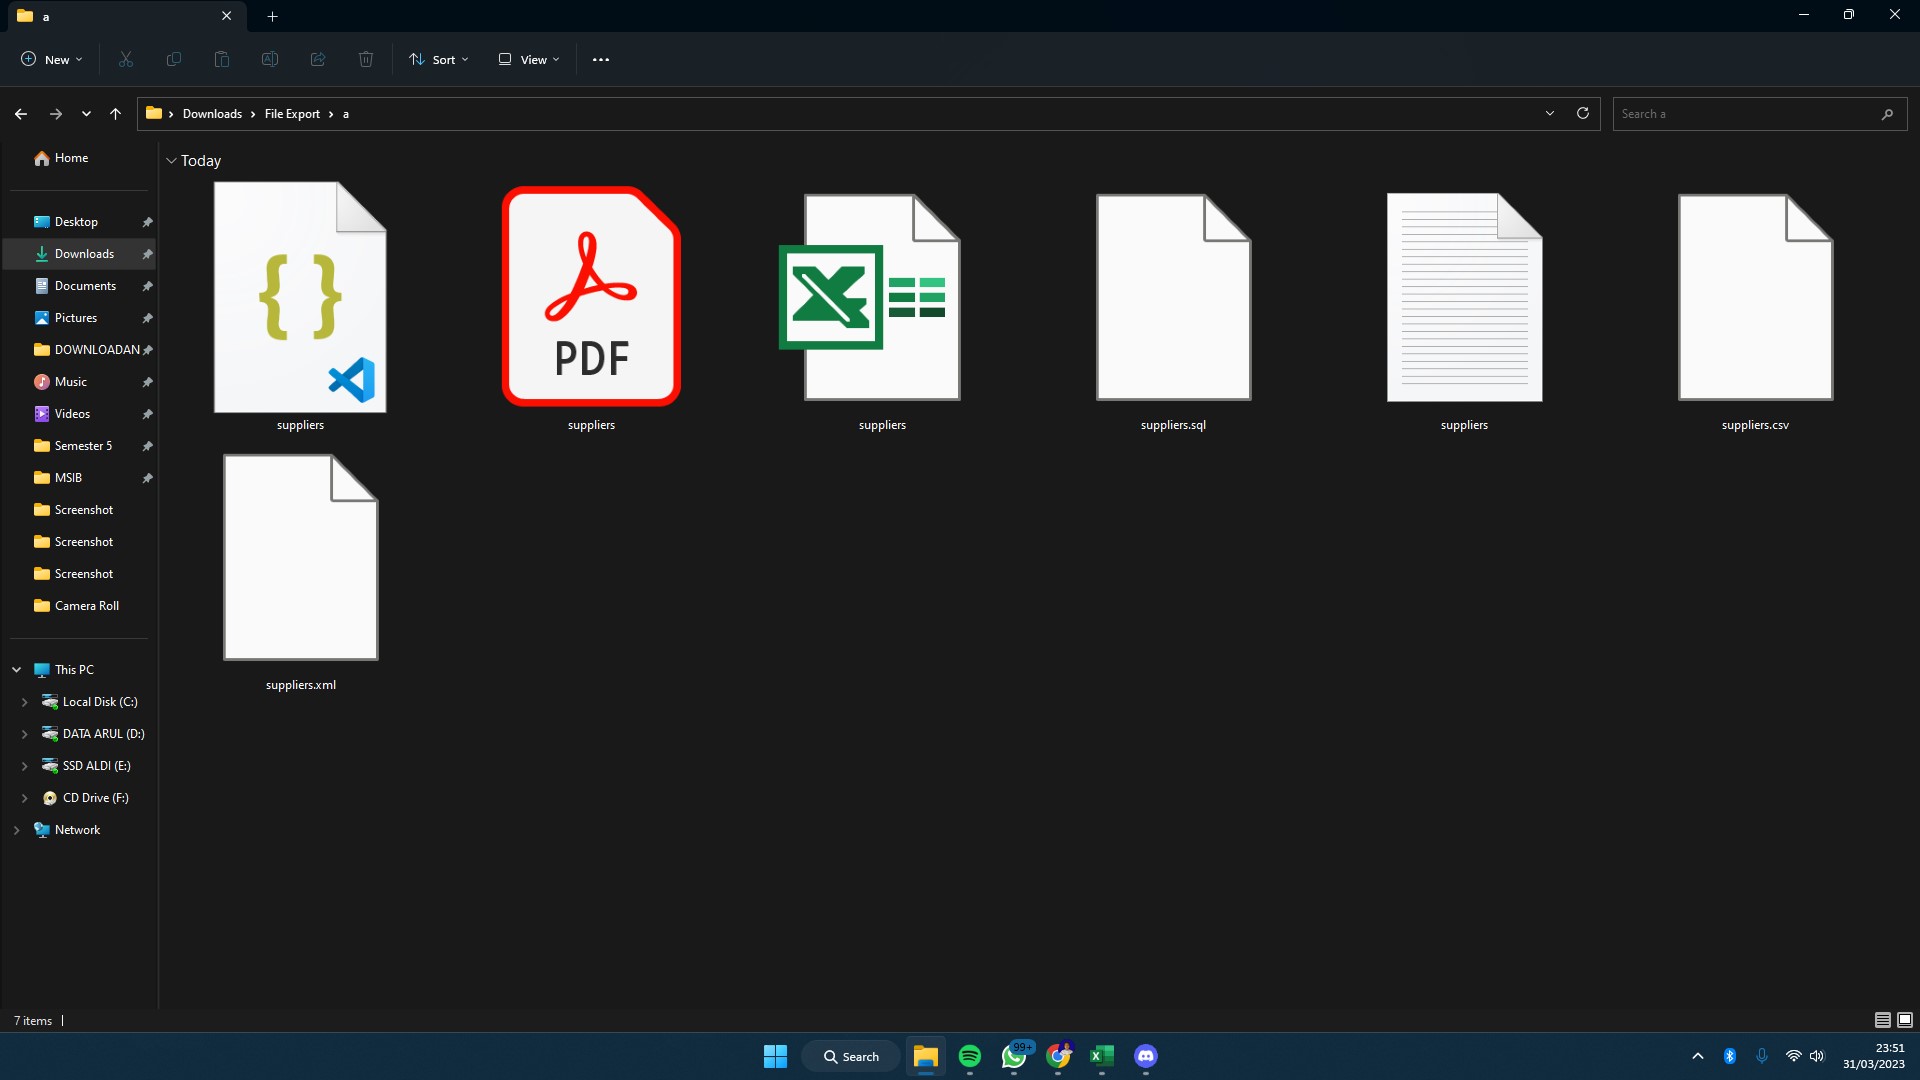 a
New
Sort
View
Downloads
File Export
a
Search a
Home
Desktop
Downloads
Documents
Pictures
DOWNLOADAN
Music
Videos
Semester 5
MSIB
Screenshot
Screenshot
Screenshot
Camera Roll
This PC
Local Disk (C:)
DATA ARUL (D:)
SSD ALDI (E:)
CD Drive (F:)
Network
Today
PDF
suppliers
suppliers
suppliers
suppliers.sql
suppliers
suppliers.csv
suppliers.xml
7 items
Search
99+
23:51
31/03/2023